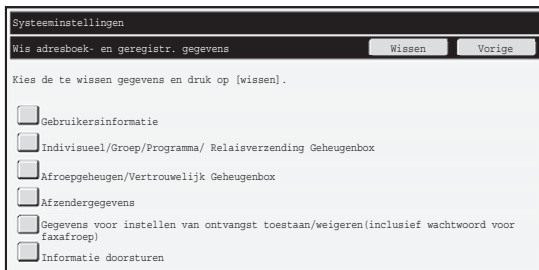 Systeeminstellingen
Wis adresboek- en geregistr. gegevens Wissen Vorige
Kies de te wissen gegevens en druk op [wissen].
Gebruikersinformatie
Indivisueel/Groep/Programma/ Relaisverzending Geheugenbox
Afroepgeheugen/Vertrouwelijk Geheugenbox
Afzendergegevens
Gegevens voor instellen van ontvangst toestaan/weigeren(inclusief wachtwoord voor
faxafroep)
Informatie doorsturen